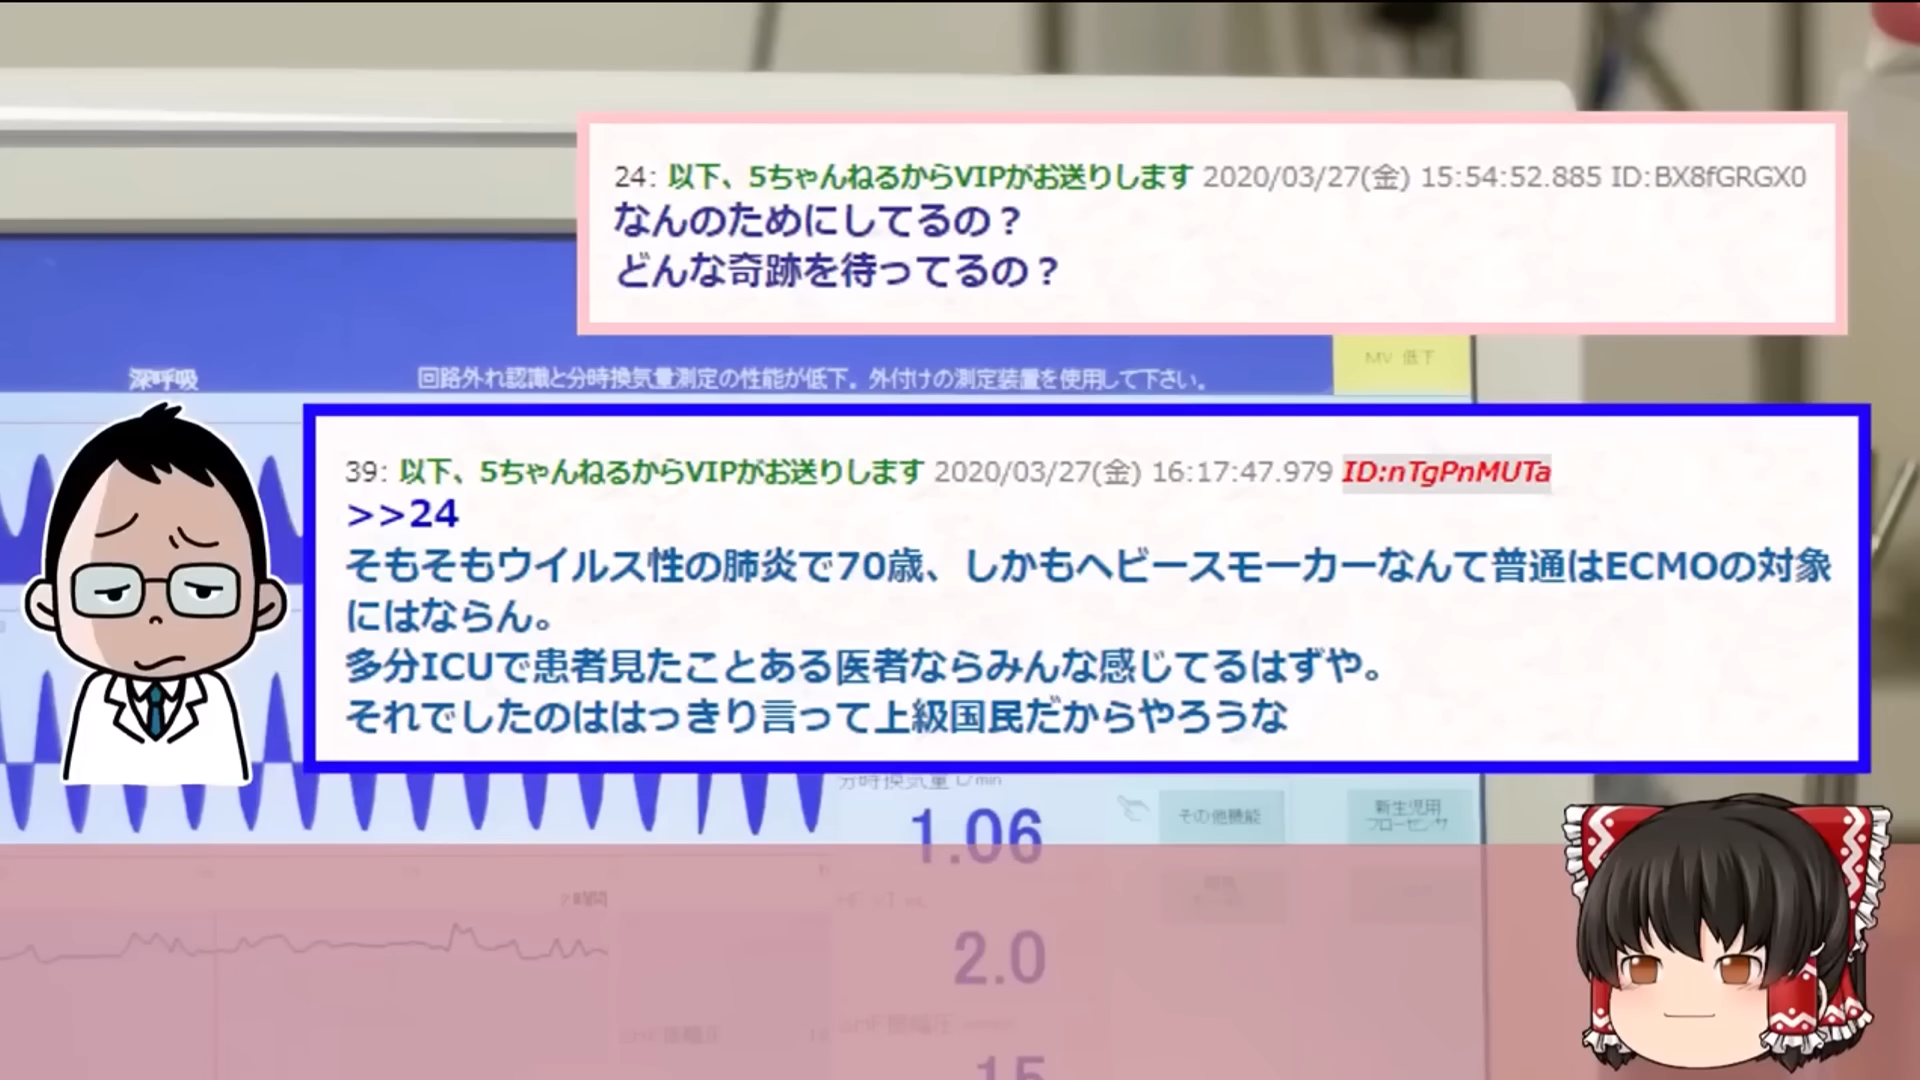 24: 以下、5ちゃんねるからVIPがお送りします 2020/03/27(金) 15:54:52.885 ID:BX8fGRGX0
なんのためにしてるの？
どんな奇跡を待ってるの？
MV 低下
深呼吸
回路外れ認識と分時換気量測定の性能が低下。外付けの測定装置を使用して下さい。
39: 以下、5ちゃんねるからVIPがお送りします 2020/03/27(金) 16:17:47.979 ID:nTgPnMUTa
>>24
そもそもウイルス性の肺炎で70歳、しかもヘビースモーカーなんて普通はECMOの対象
にはならん。
多分ICUで患者見たことある医者ならみんな感じてるはずや。
それでしたのははっきり言って上級国民だからやろうな
分時換気量 L/min
1.06
その他機能
新生児用
フローセンサ
2時間
2.0
15